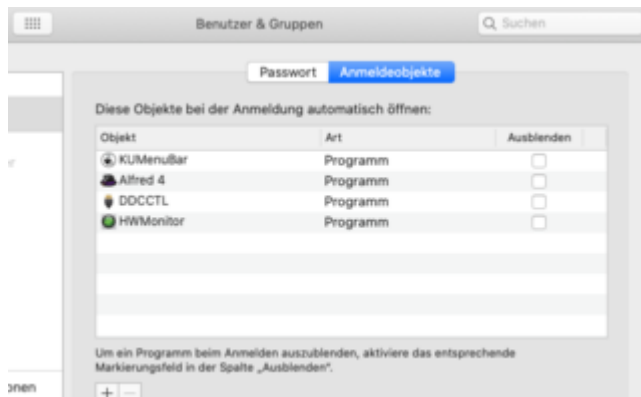 Benutzer & Gruppen
Suchen
Passwort Anmeldeobjekte
Diese Objekte bei der Anmeldung automatisch öffnen:
Objekt Art Ausblenden
KUMenuBar Programm
Alfred 4 Programm
DDCCTL Programm
HWMonitor Programm
Um ein Programm beim Anmelden auszublenden, aktiviere das entsprechende
Markierungsfeld in der Spalte „Ausblenden“.
onen
+ −